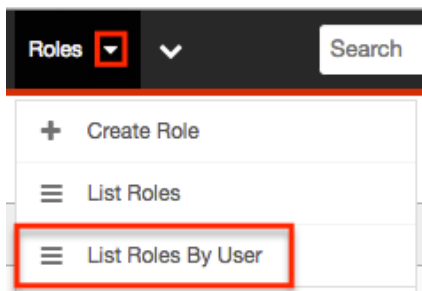 Roles
Search
Create Role
List Roles
List Roles By User